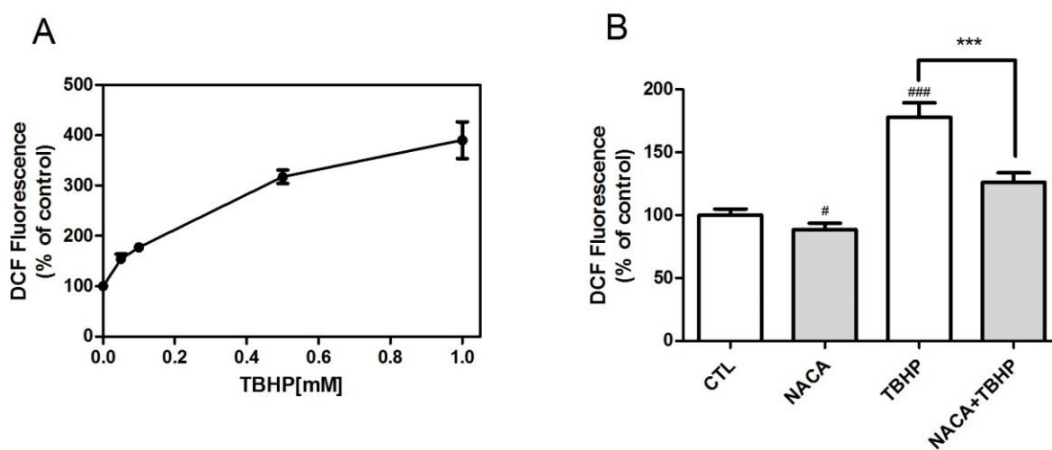 A
DCF Fluorescence
(% of control)
500
400
300
200
100
0
0.0 0.2 0.4 0.6 0.8 1.0
TBHP[mM]
B
***
DCF Fluorescence
(% of control)
200
150
100
50
0
#
###
CTL
NACA
TBHP
NACA+TBHP